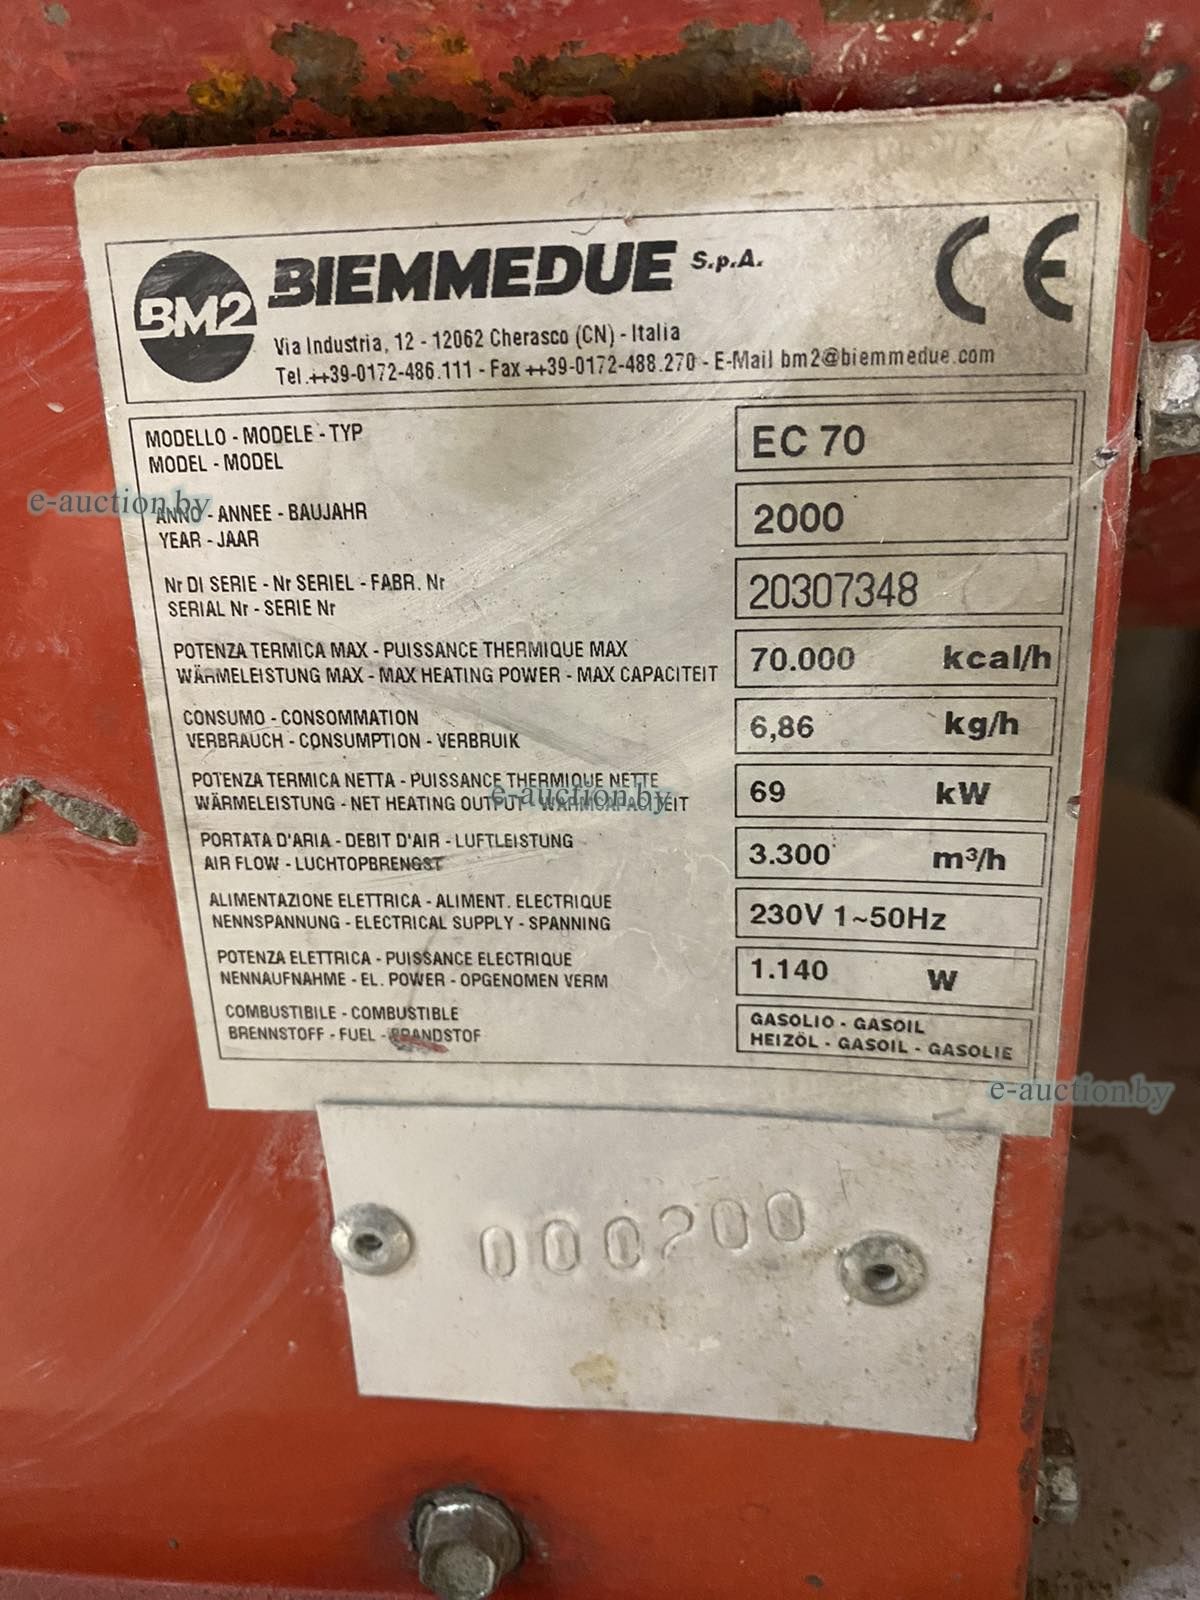 BM2
BIEMMEDUE S.p.A.
CE
Via Industria, 12 - 12062 Cherasco (CN) - Italia
Tel.++39-0172-486.111 - Fax ++39-0172-488.270 - E-Mail bm2@biemmedue.com
MODELLO - MODELE - TYP
MODEL - MODEL
EC 70
e-auction.by
ANNO - ANNEE - BAUJAHR
YEAR - JAAR
2000
Nr DI SERIE - Nr SERIEL - FABR. Nr
SERIAL Nr - SERIE Nr
20307348
POTENZA TERMICA MAX - PUISSANCE THERMIQUE MAX
WÄRMELEISTUNG MAX - MAX HEATING POWER - MAX CAPACITEIT
70.000 kcal/h
CONSUMO - CONSOMMATION
VERBRAUCH - CONSUMPTION - VERBRUIK
6,86 kg/h
POTENZA TERMICA NETTA - PUISSANCE THERMIQUE NETTE
WÄRMELEISTUNG - NET HEATING OUTPUT - WARMCAPACITEIT
69 kW
e-auction.by
PORTATA D'ARIA - DEBIT D'AIR - LUFTLEISTUNG
AIR FLOW - LUCHTOPBRENGST
3.300 m³/h
ALIMENTAZIONE ELETTRICA - ALIMENT. ELECTRIQUE
NENNSPANNUNG - ELECTRICAL SUPPLY - SPANNING
230V 1~50Hz
POTENZA ELETTRICA - PUISSANCE ELECTRIQUE
NENNAUFNAHME - EL. POWER - OPGENOMEN VERM
1.140 W
COMBUSTIBILE - COMBUSTIBLE
BRENNSTOFF - FUEL - BRANDSTOF
GASOLIO - GASOIL
HEIZÖL - GASOIL - GASOLIE
e-auction.by
000200